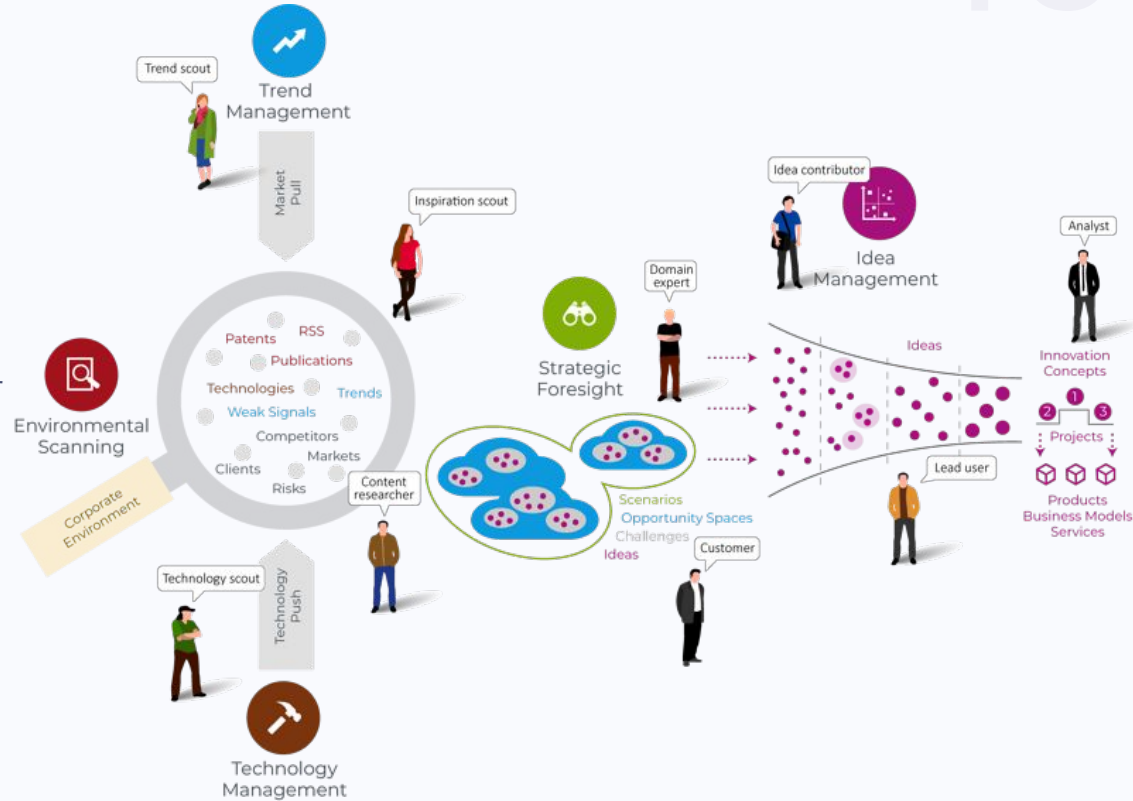 Trend scout
Trend
Management
Market
Pull
Inspiration scout
Idea contributor
Idea
Management
Analyst
Domain
expert
Strategic
Foresight
Environmental
Scanning
Patents
RSS
Publications
Technologies
Trends
Weak Signals
Competitors
Markets
Clients
Risks
Corporate
Environment
Content
researcher
Scenarios
Opportunity Spaces
Challenges
Ideas
Customer
Ideas
Lead user
Innovation
Concepts
1
2
3
Projects
Products
Business Models
Services
Technology scout
Technology
Push
Technology
Management